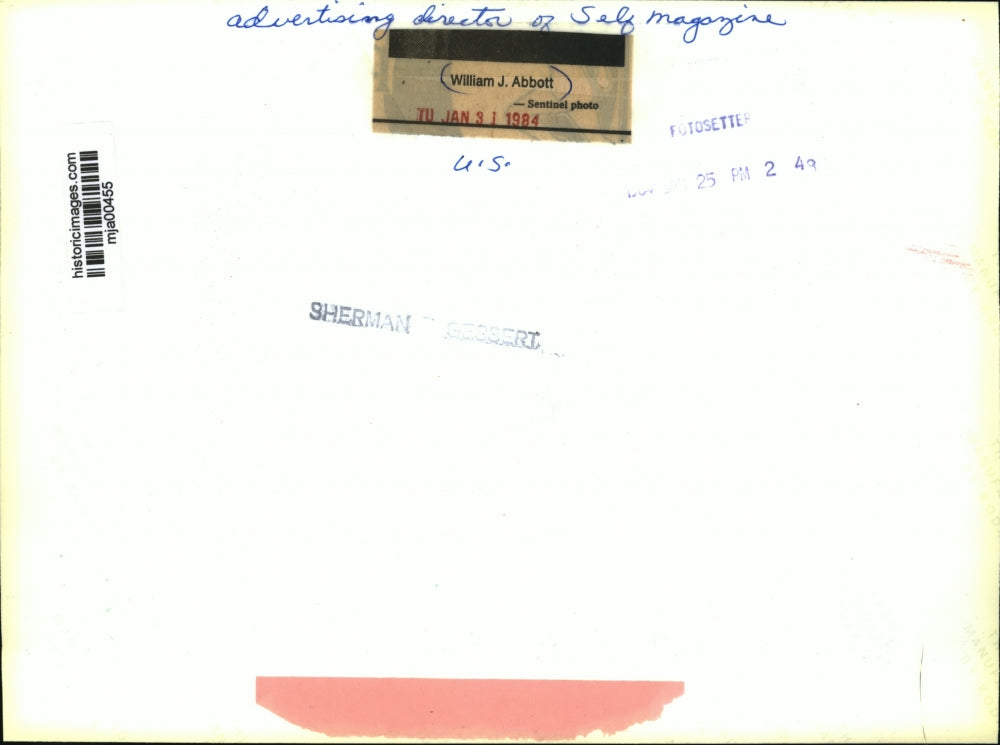 advertising director of Self magazine
William J. Abbott
— Sentinel photo
TU JAN 31 1984
U.S.
FOTOSETTER
25 PM 2 49
historicimages.com
mja00455
SHERMAN GESSERT